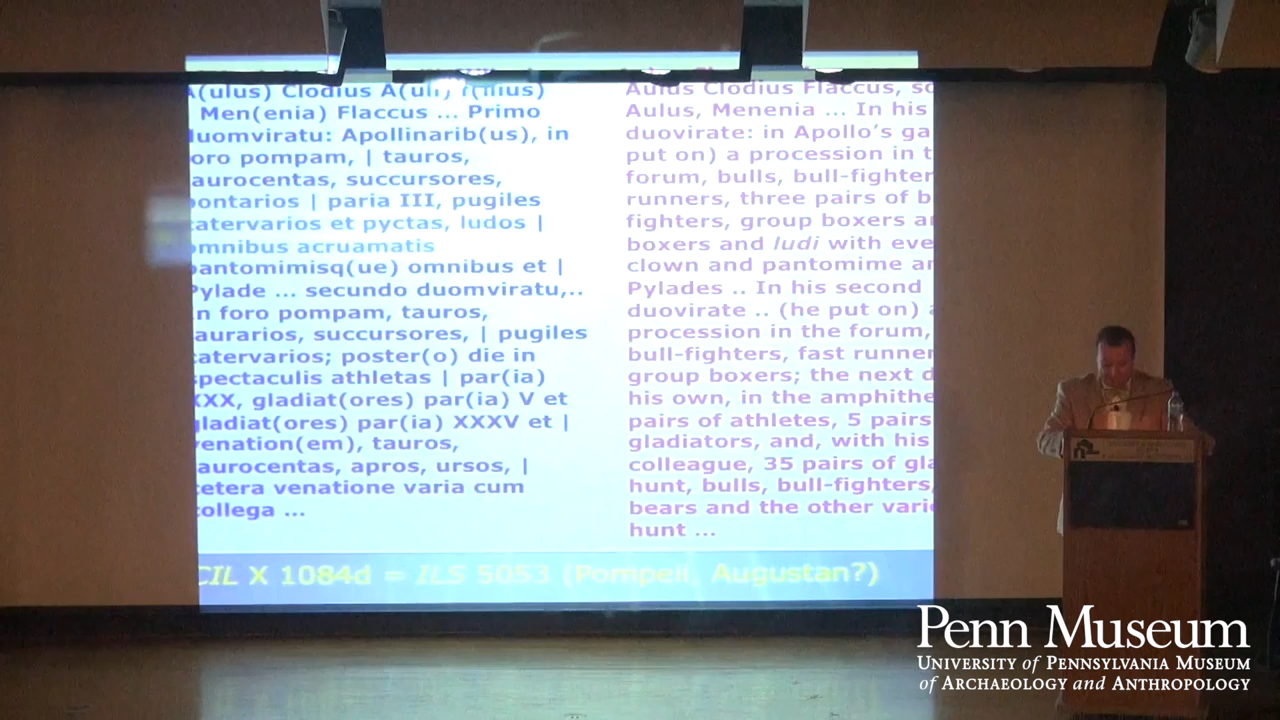 A(ulus) Clodius A(uli) f(ilius)
Men(enia) Flaccus ... Primo
duomviratu: Apollinarib(us), in
foro pompam, | tauros,
taurocentas, succursores,
pontarios | paria III, pugiles
catervarios et pyctas, ludos |
omnibus acruamatis
pantomimisq(ue) omnibus et |
Pylade ... secundo duomviratu,..
in foro pompam, tauros,
taurarios, succursores, | pugiles
catervarios; poster(o) die in
spectaculis athletas | par(ia)
XXX, gladiat(ores) par(ia) V et
gladiat(ores) par(ia) XXXV et |
venation(em), tauros,
taurocentas, apros, ursos, |
cetera venatione varia cum
collega ...
Aulus Clodius Flaccus, so
Aulus, Menenia ... In his
duovirate: in Apollo's ga
put on) a procession in t
forum, bulls, bull-fighter
runners, three pairs of b
fighters, group boxers a
boxers and ludi with eve
clown and pantomime a
Pylades .. In his second
duovirate .. (he put on) a
procession in the forum,
bull-fighters, fast runner
group boxers; the next d
his own, in the amphithe
pairs of athletes, 5 pairs
gladiators, and, with his
colleague, 35 pairs of gla
hunt, bulls, bull-fighters,
bears and the other vari
hunt ...
CIL X 1084d = ILS 5053 (Pompeii, Augustan?)
Penn Museum
University of Pennsylvania Museum
of Archaeology and Anthropology